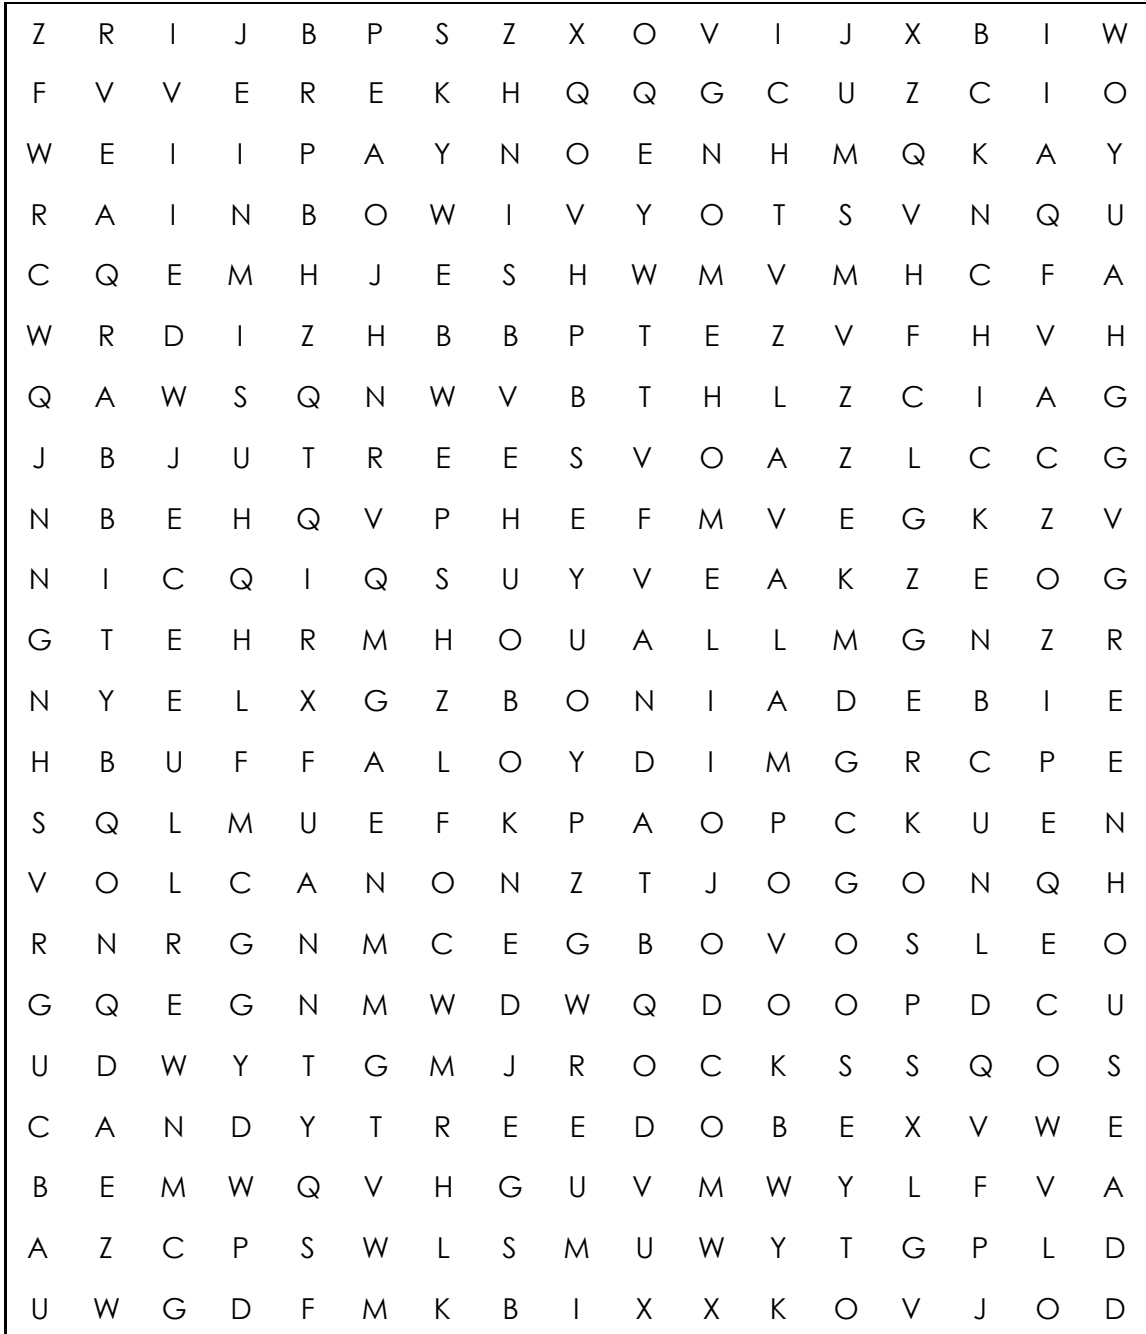 Z R I J B P S Z X O V I J X B I W
F V V E R E K H Q Q G C U Z C I O
W E I I P A Y N O E N H M Q K A Y
R A I N B O W I V Y O T S V N Q U
C Q E M H J E S H W M V M H C F A
W R D I Z H B B P T E Z V F H V H
Q A W S Q N W V B T H L Z C I A G
J B J U T R E E S V O A Z L C C G
N B E H Q V P H E F M V E G K Z V
N I C Q I Q S U Y V E A K Z E O G
G T E H R M H O U A L L M G N Z R
N Y E L X G Z B O N I A D E B I E
H B U F F A L O Y D I M G R C P E
S Q L M U E F K P A O P C K U E N
V O L C A N O N Z T J O G O N Q H
R N R G N M C E G B O V O S L E O
G Q E G N M W D W Q D O O P D C U
U D W Y T G M J R O C K S S Q O S
C A N D Y T R E E D O B E X V W E
B E M W Q V H G U V M W Y L F V A
A Z C P S W L S M U W Y T G P L D
U W G D F M K B I X X K O V J O D